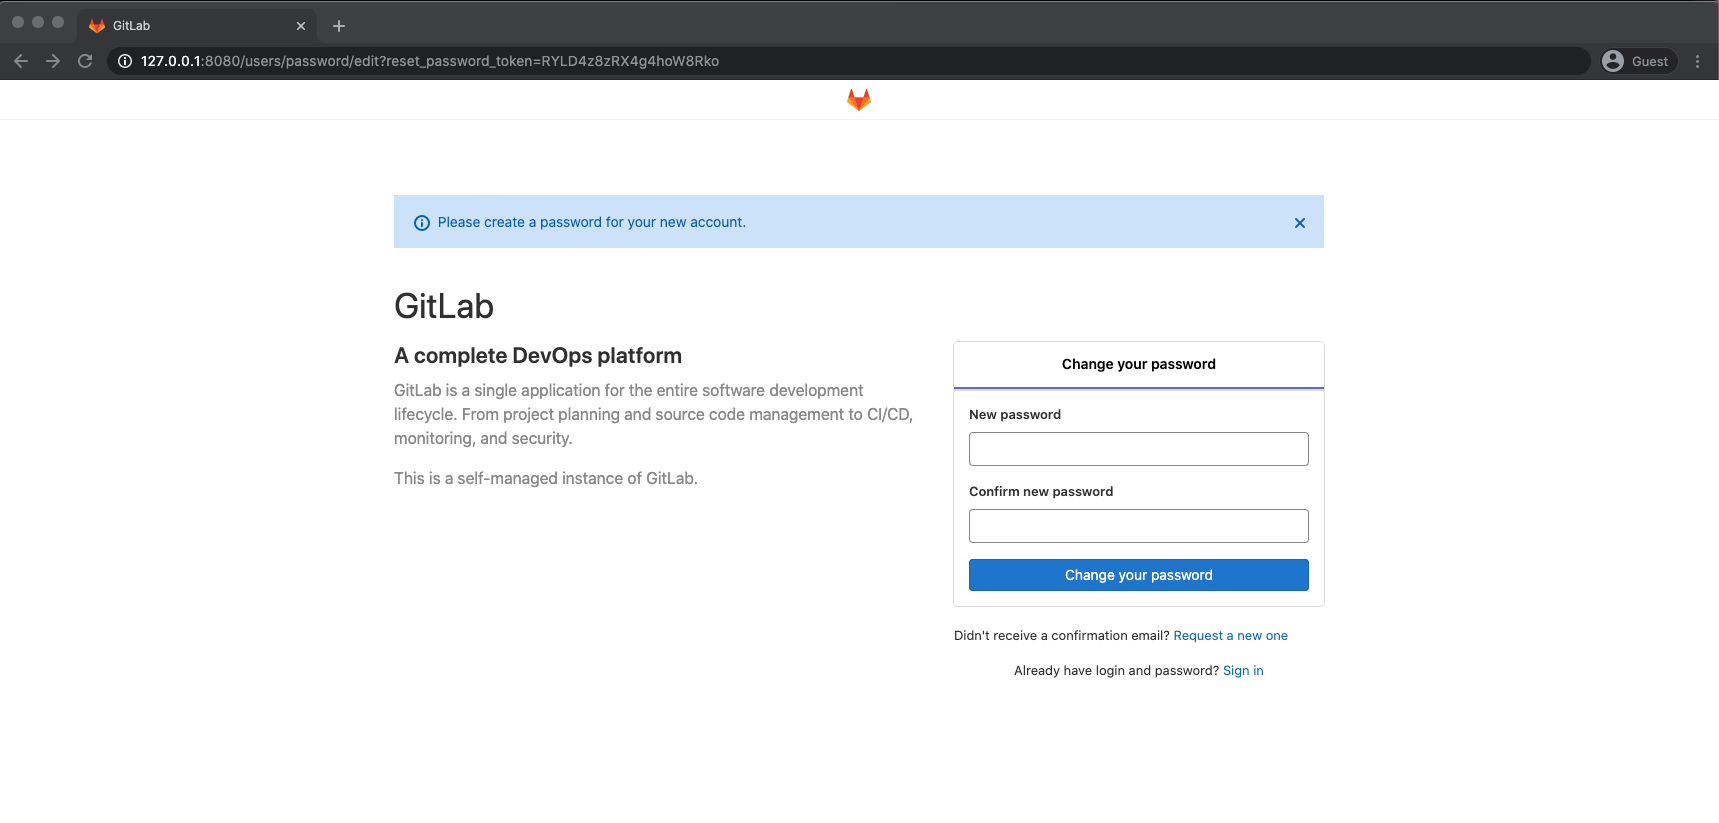 GitLab
127.0.0.1:8080/users/password/edit?reset_password_token=RYLD4z8zRX4g4hoW8Rko
Guest
Please create a password for your new account.
GitLab
A complete DevOps platform
GitLab is a single application for the entire software development
lifecycle. From project planning and source code management to CI/CD,
monitoring, and security.
This is a self-managed instance of GitLab.
Change your password
New password
Confirm new password
Change your password
Didn't receive a confirmation email? Request a new one
Already have login and password? Sign in